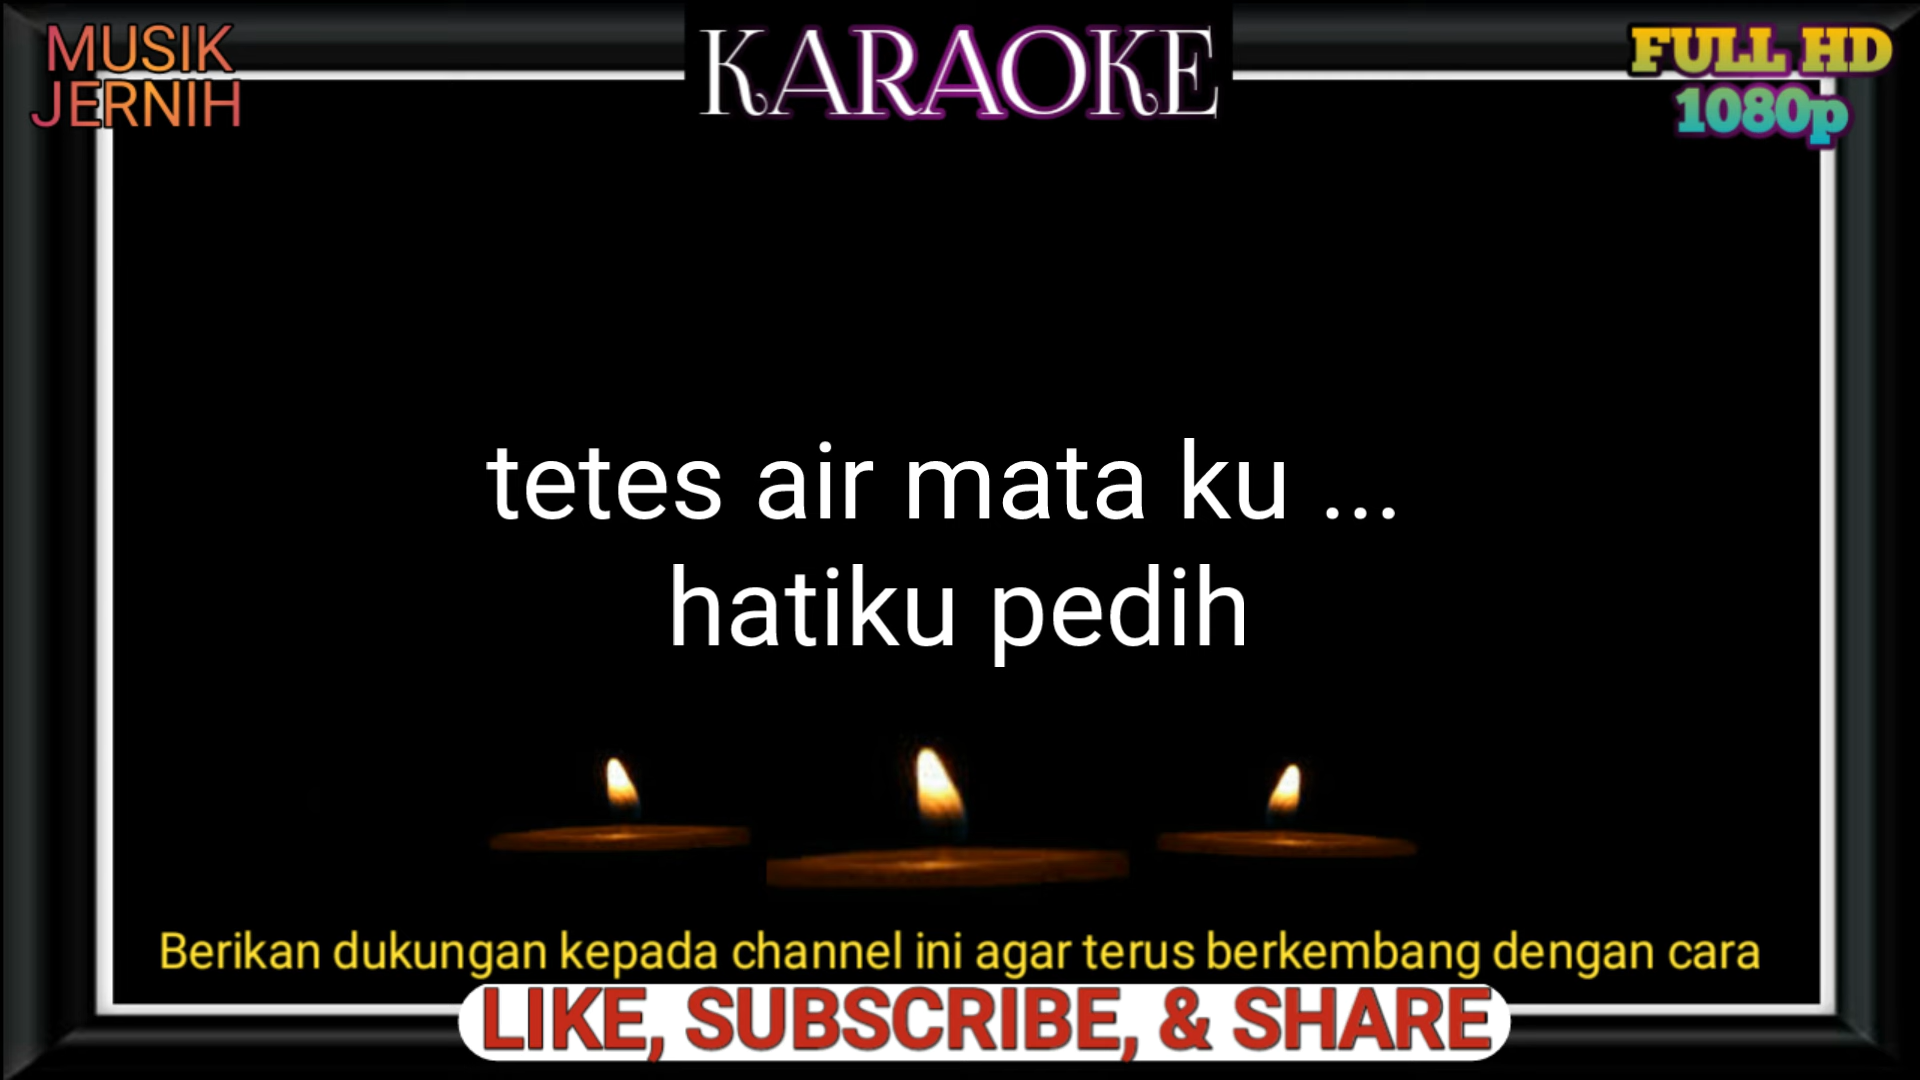 MUSIK
JERNIH
KARAOKE
FULL HD
1080p
tetes air mata ku ...
hatiku pedih
Berikan dukungan kepada channel ini agar terus berkembang dengan cara
LIKE, SUBSCRIBE, & SHARE